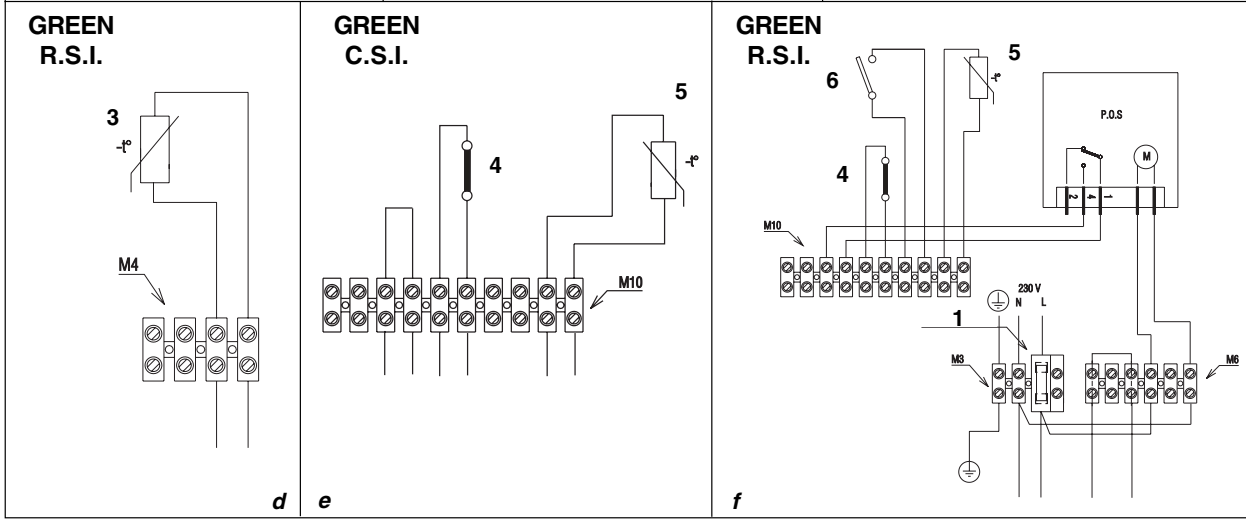 GREEN
R.S.I.
3
-t°
M4
d
GREEN
C.S.I.
5
4
-t°
M10
e
GREEN
R.S.I.
6
5
-t°
P.O.S
M
4
2 4 1
M10
230 V
N L
1
M3
M6
f